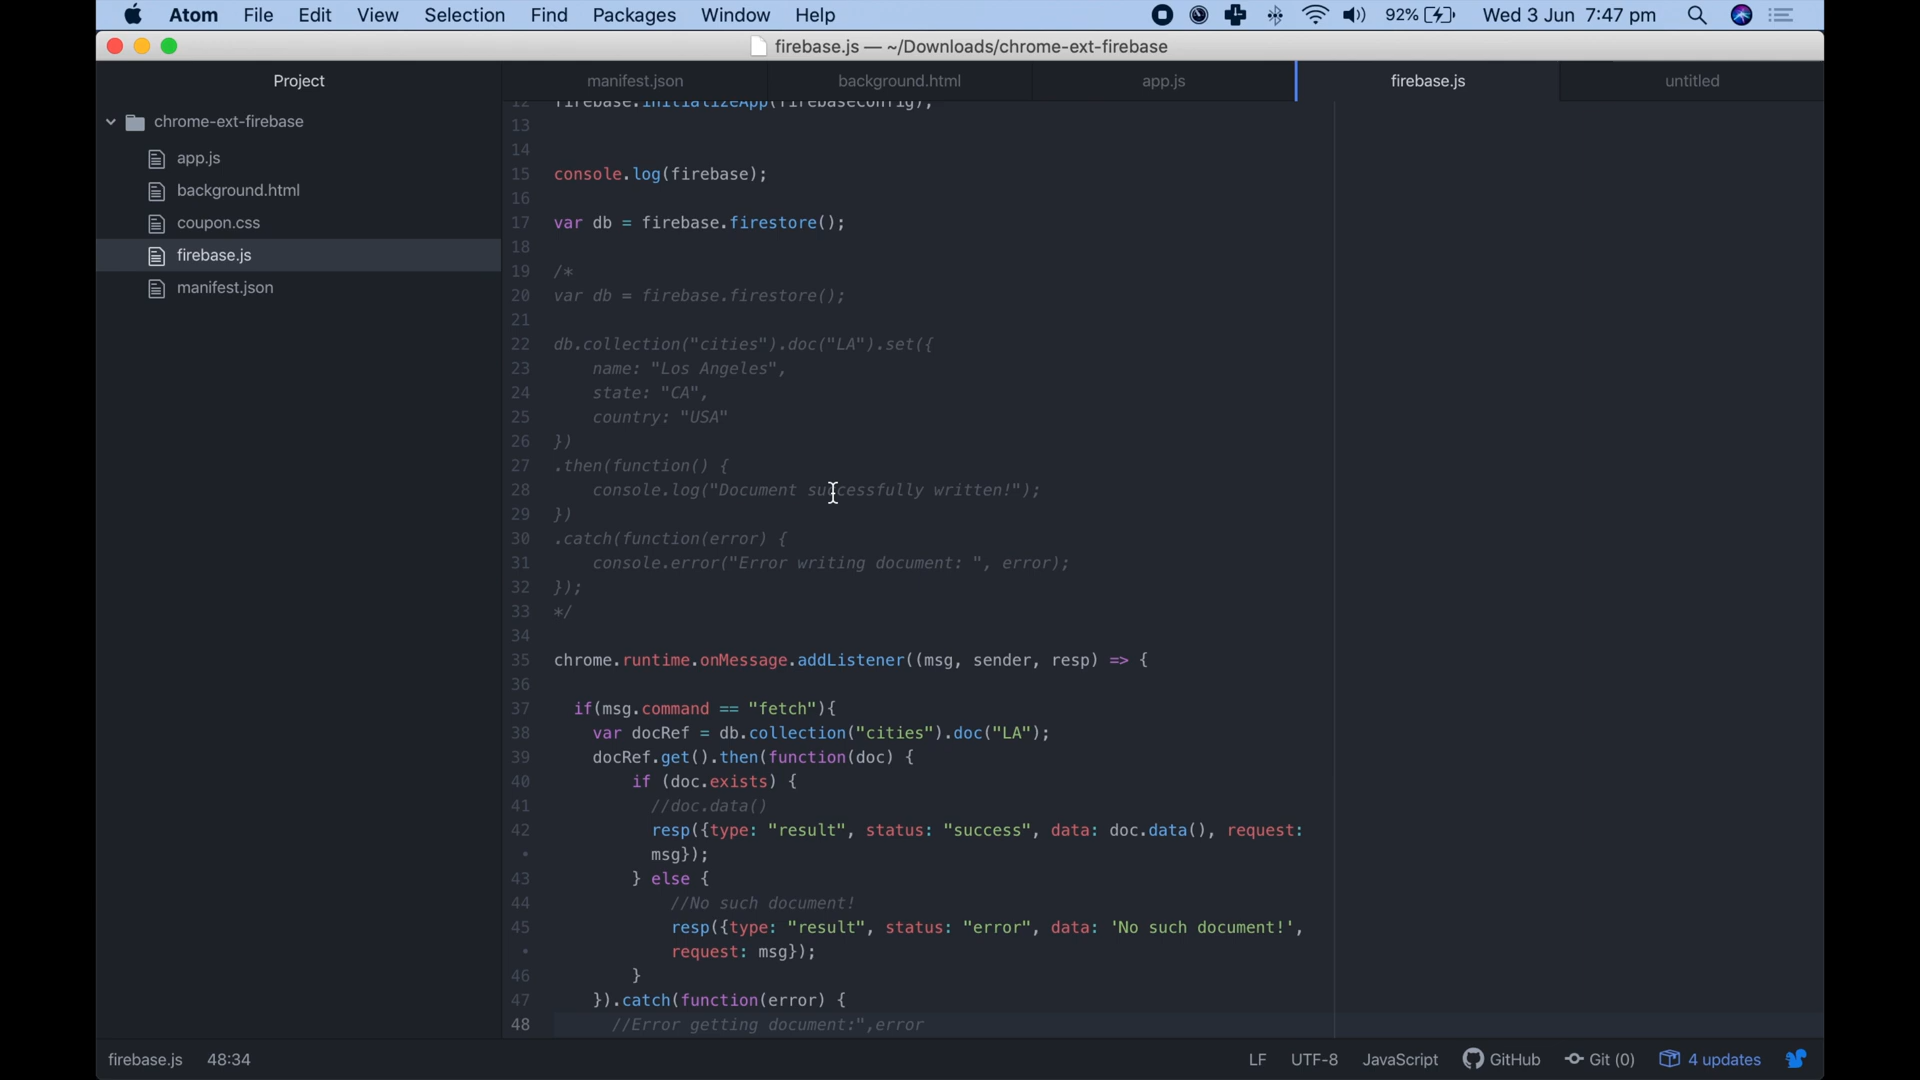 Atom File Edit View Selection Find Packages Window Help 92% Wed 3 Jun 7:47 pm
firebase.js — ~/Downloads/chrome-ext-firebase
Project
manifest.json background.html app.js firebase.js untitled
chrome-ext-firebase
app.js
background.html
coupon.css
firebase.js
manifest.json
12 firebase.initializeApp(firebaseConfig);
13
14
15 console.log(firebase);
16
17 var db = firebase.firestore();
18
19 /*
20 var db = firebase.firestore();
21
22 db.collection("cities").doc("LA").set({
23 name: "Los Angeles",
24 state: "CA",
25 country: "USA"
26 })
27 .then(function() {
28 console.log("Document successfully written!");
29 })
30 .catch(function(error) {
31 console.error("Error writing document: ", error);
32 });
33 */
34
35 chrome.runtime.onMessage.addListener((msg, sender, resp) => {
36
37 if(msg.command == "fetch"){
38 var docRef = db.collection("cities").doc("LA");
39 docRef.get().then(function(doc) {
40 if (doc.exists) {
41 //doc.data()
42 resp({type: "result", status: "success", data: doc.data(), request:
• msg});
43 } else {
44 //No such document!
45 resp({type: "result", status: "error", data: 'No such document!',
• request: msg});
46 }
47 }).catch(function(error) {
48 //Error getting document:",error
firebase.js 48:34 LF UTF-8 JavaScript GitHub Git (0) 4 updates